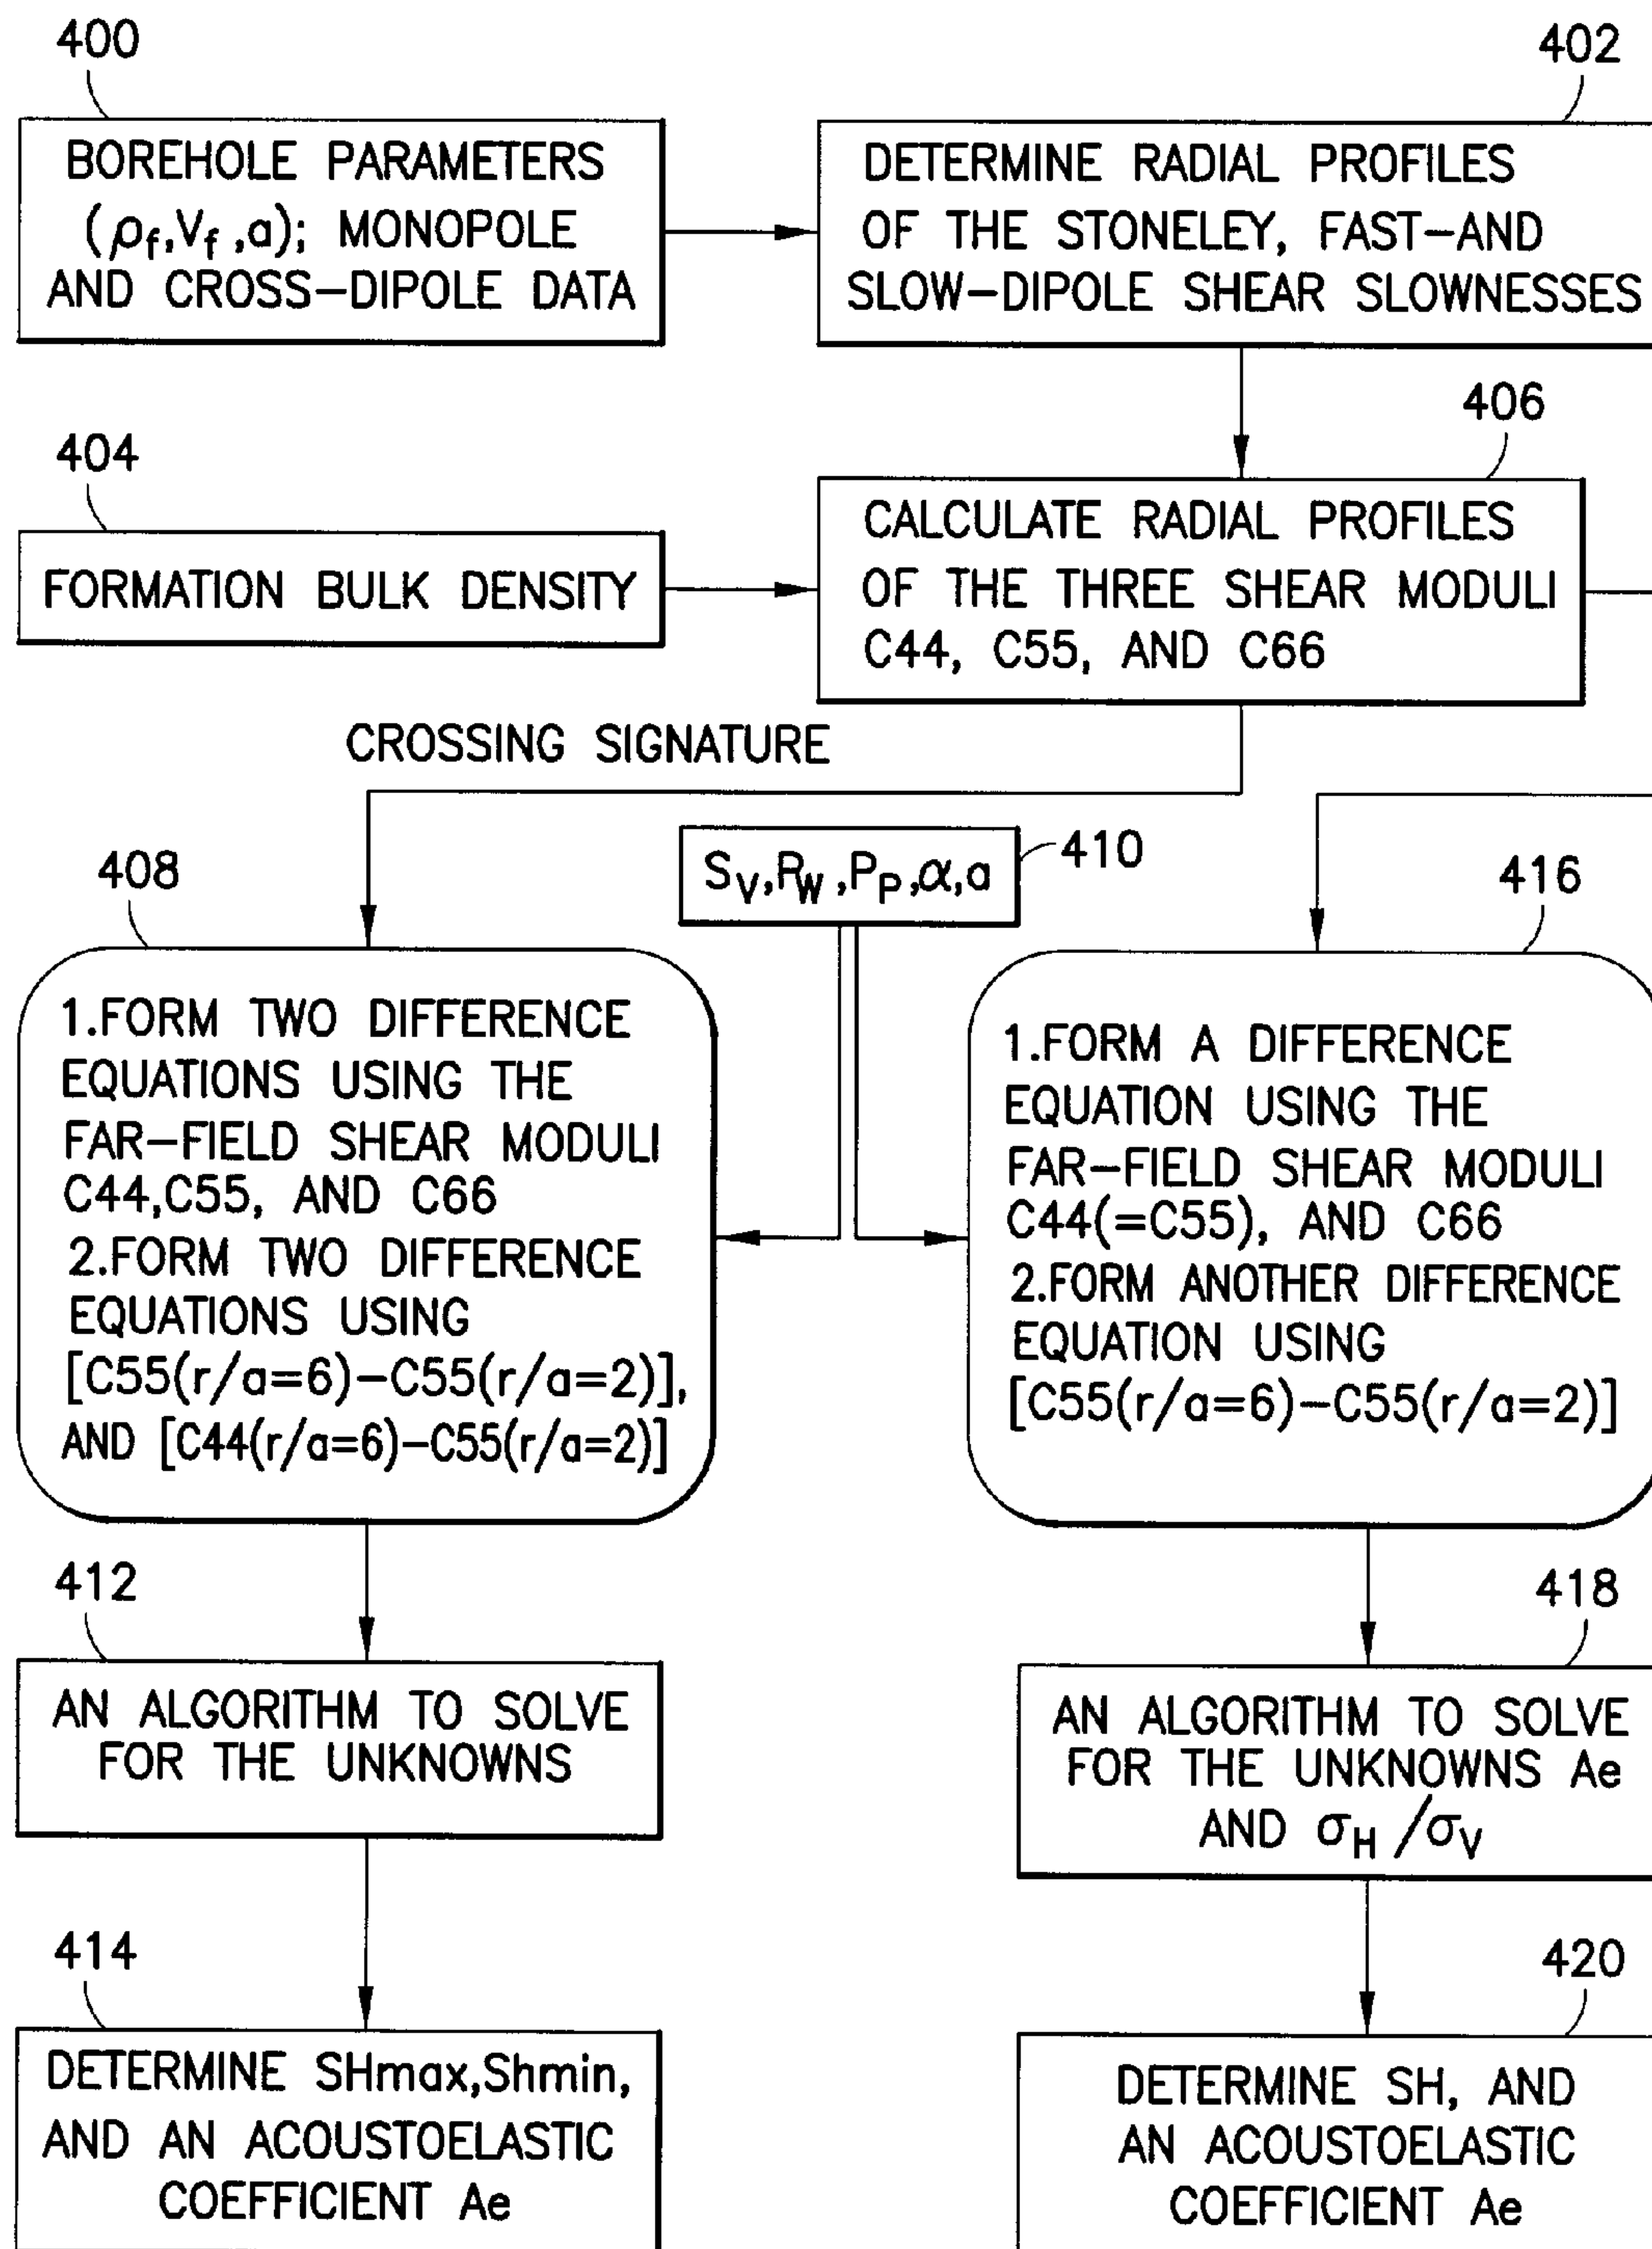 400
BOREHOLE PARAMETERS
(ρf,Vf,a); MONOPOLE
AND CROSS-DIPOLE DATA
402
DETERMINE RADIAL PROFILES
OF THE STONELEY, FAST-AND
SLOW-DIPOLE SHEAR SLOWNESSES
404
FORMATION BULK DENSITY
406
CALCULATE RADIAL PROFILES
OF THE THREE SHEAR MODULI
C44, C55, AND C66
CROSSING SIGNATURE
410
SV,PW,PP,α,a
408
1.FORM TWO DIFFERENCE
EQUATIONS USING THE
FAR-FIELD SHEAR MODULI
C44,C55, AND C66
2.FORM TWO DIFFERENCE
EQUATIONS USING
[C55(r/a=6)-C55(r/a=2)],
AND [C44(r/a=6)-C55(r/a=2)]
416
1.FORM A DIFFERENCE
EQUATION USING THE
FAR-FIELD SHEAR MODULI
C44(=C55), AND C66
2.FORM ANOTHER DIFFERENCE
EQUATION USING
[C55(r/a=6)-C55(r/a=2)]
412
AN ALGORITHM TO SOLVE
FOR THE UNKNOWNS
418
AN ALGORITHM TO SOLVE
FOR THE UNKNOWNS Ae
AND σH/σV
414
DETERMINE SHmax,Shmin,
AND AN ACOUSTOELASTIC
COEFFICIENT Ae
420
DETERMINE SH, AND
AN ACOUSTOELASTIC
COEFFICIENT Ae